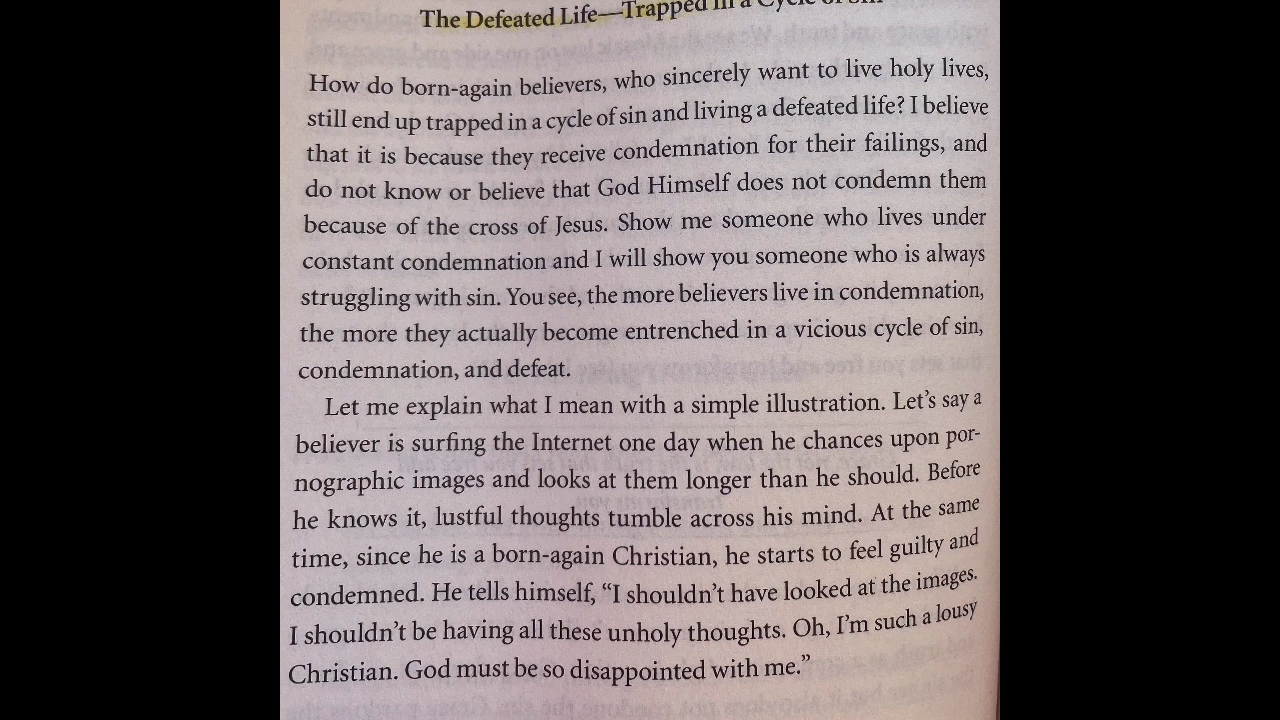 The Defeated Life—Trapped in a Cycle of Sin
How do born-again believers, who sincerely want to live holy lives,
still end up trapped in a cycle of sin and living a defeated life? I believe
that it is because they receive condemnation for their failings, and
do not know or believe that God Himself does not condemn them
because of the cross of Jesus. Show me someone who lives under
constant condemnation and I will show you someone who is always
struggling with sin. You see, the more believers live in condemnation,
the more they actually become entrenched in a vicious cycle of sin,
condemnation, and defeat.
Let me explain what I mean with a simple illustration. Let’s say a
believer is surfing the Internet one day when he chances upon por-
nographic images and looks at them longer than he should. Before
he knows it, lustful thoughts tumble across his mind. At the same
time, since he is a born-again Christian, he starts to feel guilty and
condemned. He tells himself, “I shouldn’t have looked at the images.
I shouldn’t be having all these unholy thoughts. Oh, I’m such a lousy
Christian. God must be so disappointed with me.”